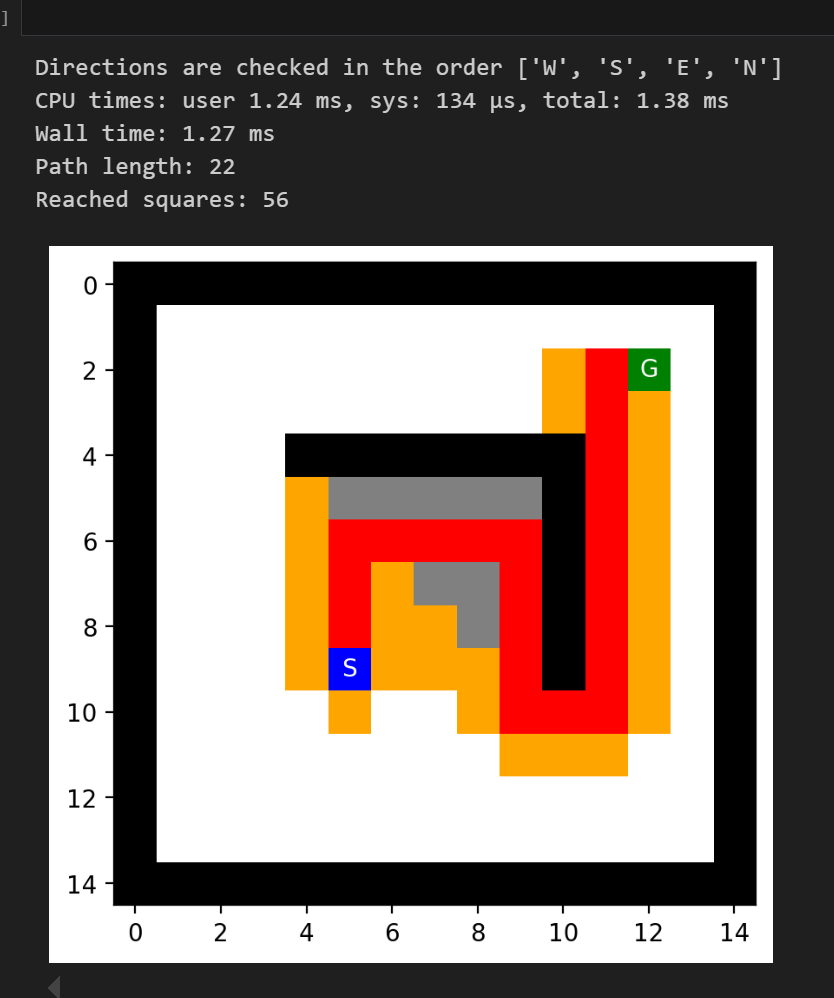 ]
Directions are checked in the order ['W', 'S', 'E', 'N']
CPU times: user 1.24 ms, sys: 134 µs, total: 1.38 ms
Wall time: 1.27 ms
Path length: 22
Reached squares: 56
0
2
G
4
6
8
S
10
12
14
0 2 4 6 8 10 12 14